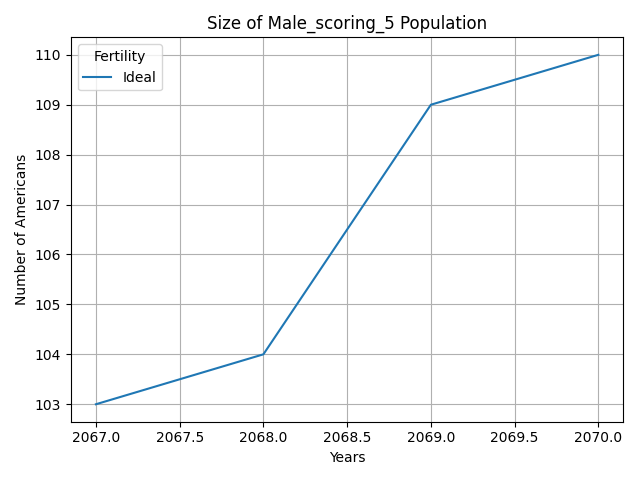 Size of Male_scoring_5 Population
Fertility
Ideal
Number of Americans
110
109
108
107
106
105
104
103
2067.0 2067.5 2068.0 2068.5 2069.0 2069.5 2070.0
Years